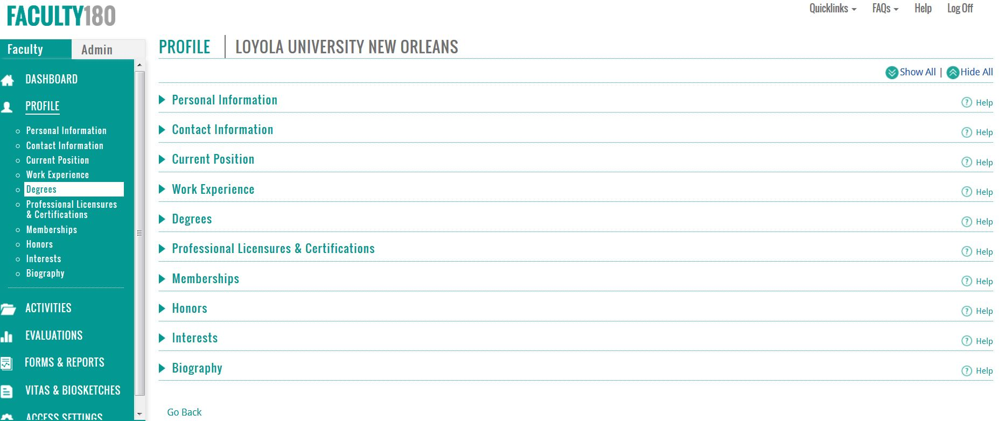 FACULTY180
Quicklinks FAQs Help Log Off
Faculty Admin
PROFILE | LOYOLA UNIVERSITY NEW ORLEANS
Show All | Hide All
DASHBOARD
PROFILE
Personal Information
Contact Information
Current Position
Work Experience
Degrees
Professional Licensures
& Certifications
Memberships
Honors
Interests
Biography
ACTIVITIES
EVALUATIONS
FORMS & REPORTS
VITAS & BIOSKETCHES
ACCESS SETTINGS
Personal Information ? Help
Contact Information ? Help
Current Position ? Help
Work Experience ? Help
Degrees ? Help
Professional Licensures & Certifications ? Help
Memberships ? Help
Honors ? Help
Interests ? Help
Biography ? Help
Go Back